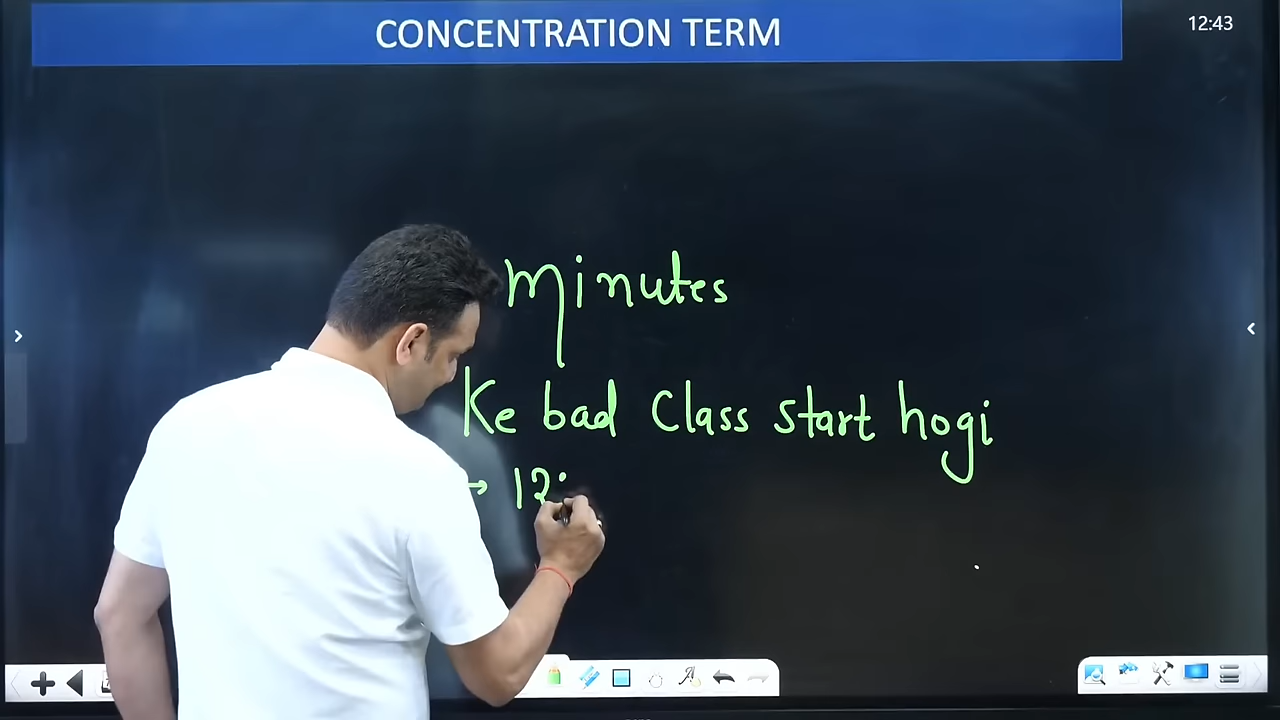 CONCENTRATION TERM
12:43
Minutes
Ke bad Class start hogi
→ 12: